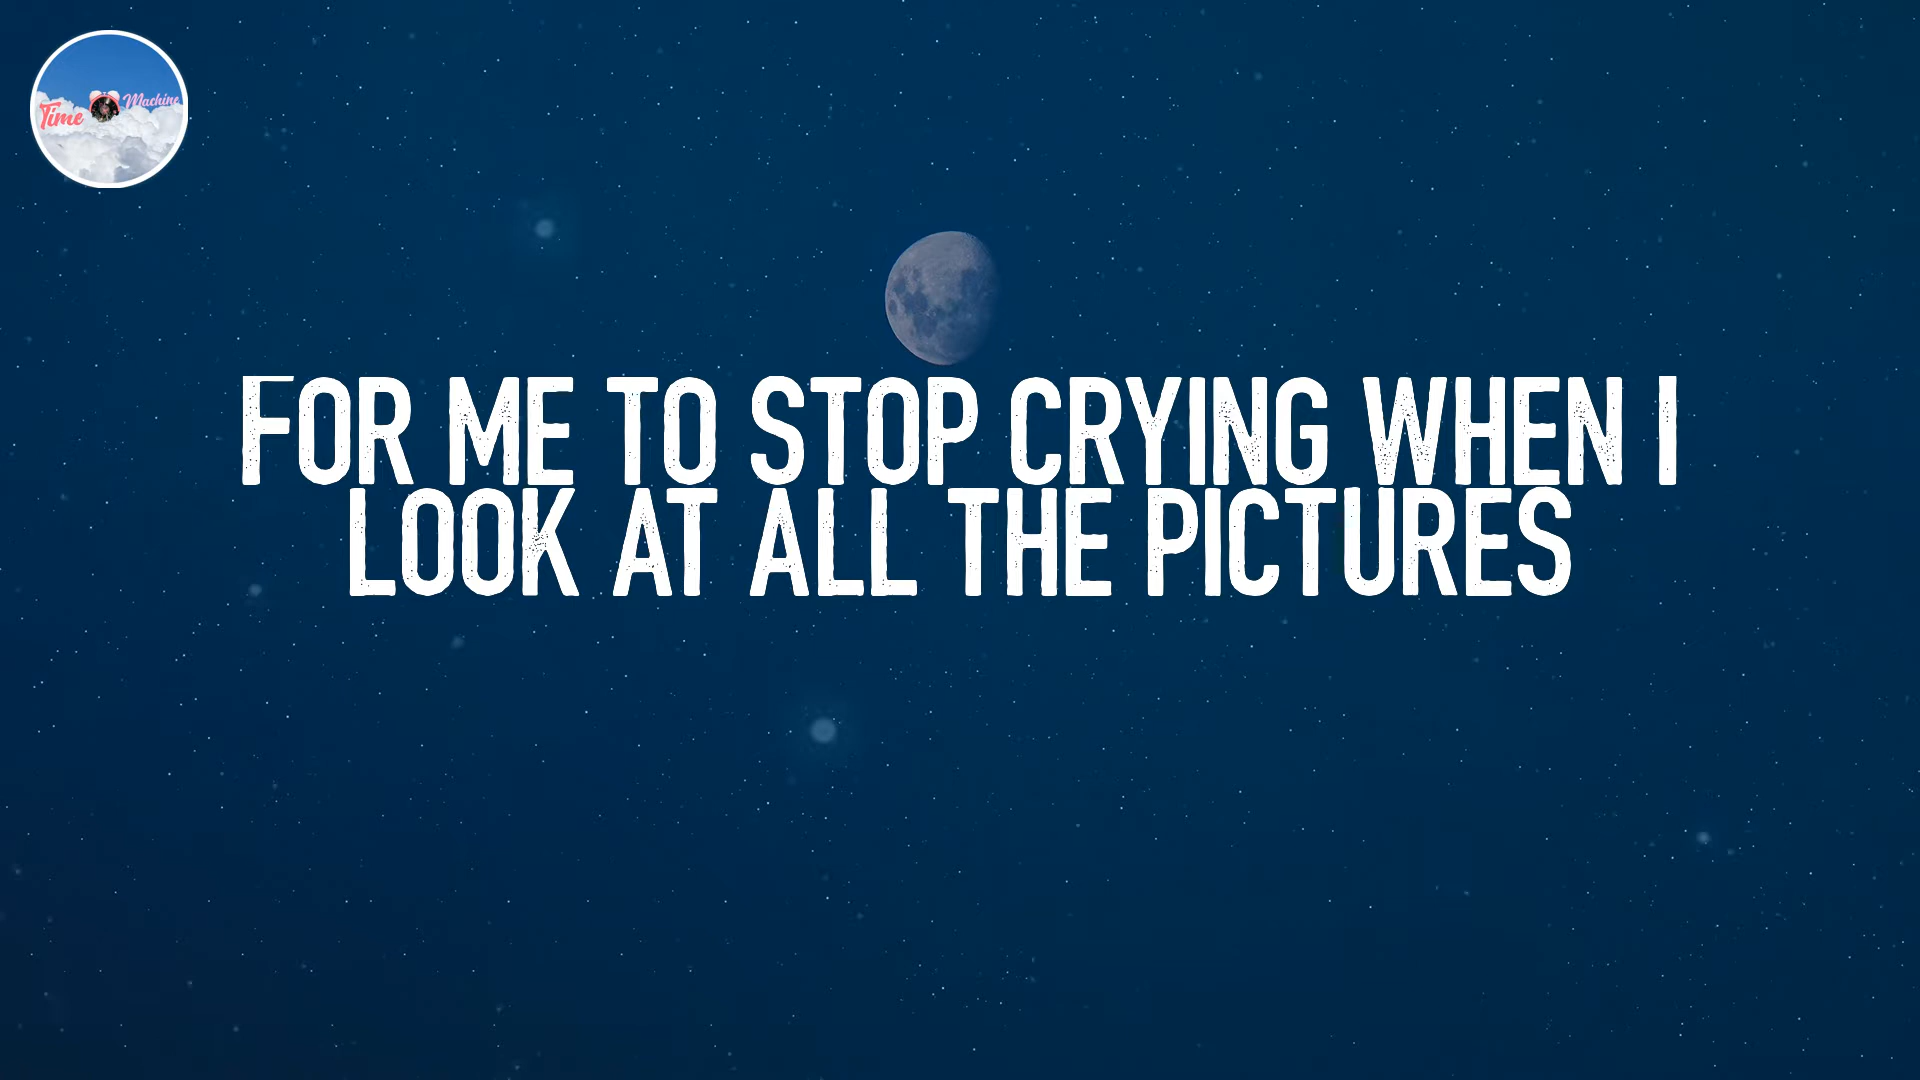 Time Machine
FOR ME TO STOP CRYING WHEN I
LOOK AT ALL THE PICTURES